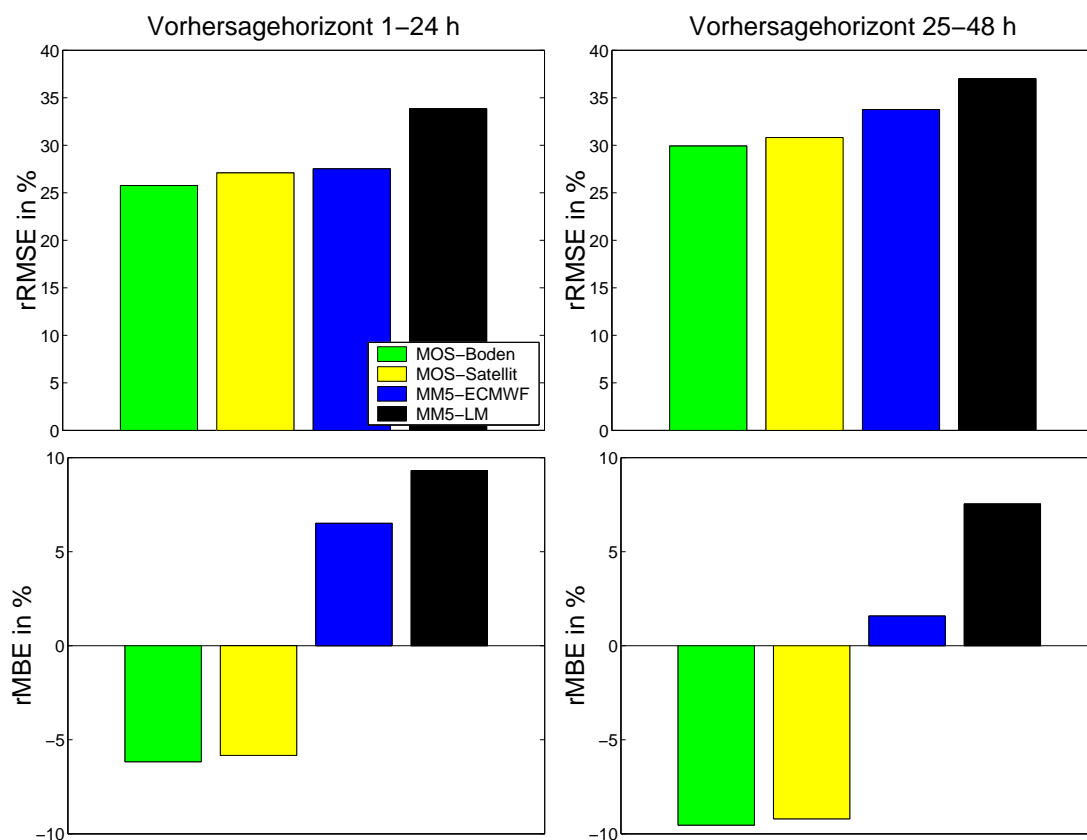 Vorhersagehorizont 1−24 h
Vorhersagehorizont 25−48 h
40
35
30
25
20
15
10
5
0
rRMSE in %
MOS−Boden
MOS−Satellit
MM5−ECMWF
MM5−LM
40
35
30
25
20
15
10
5
0
rRMSE in %
10
5
0
−5
−10
rMBE in %
10
5
0
−5
−10
rMBE in %